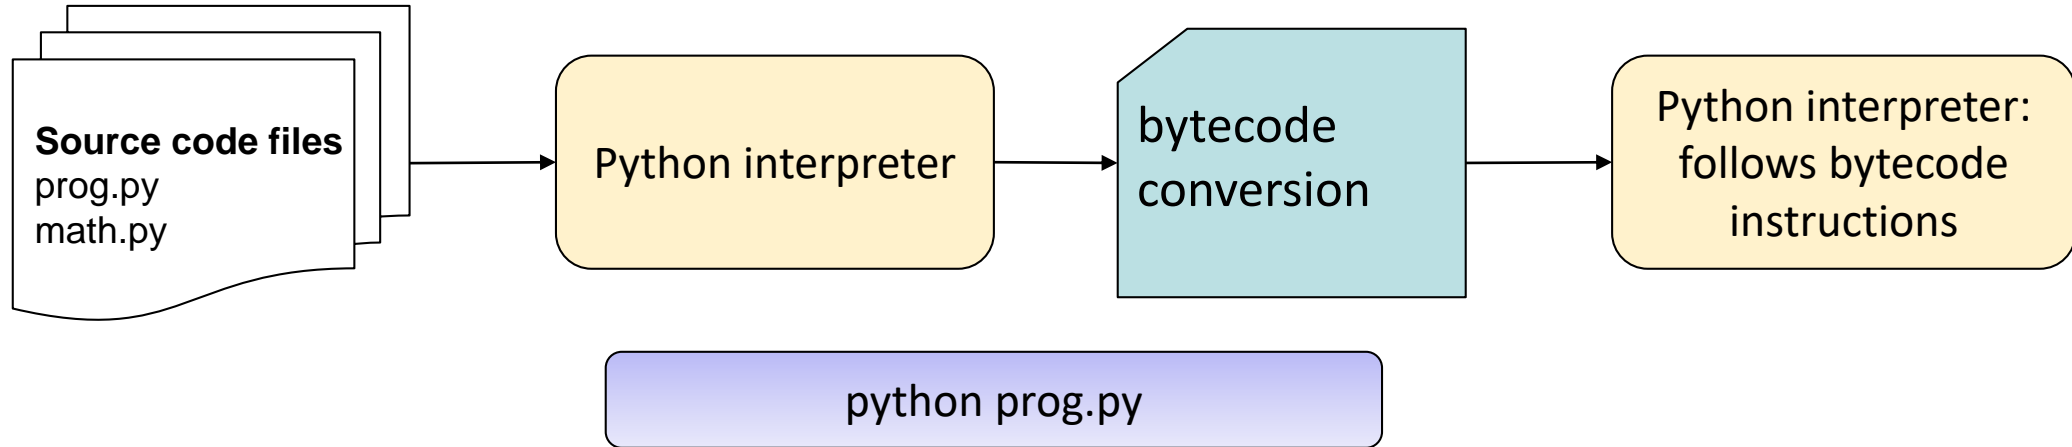 Source code files
prog.py
math.py
Python interpreter
bytecode
conversion
Python interpreter:
follows bytecode
instructions
python prog.py